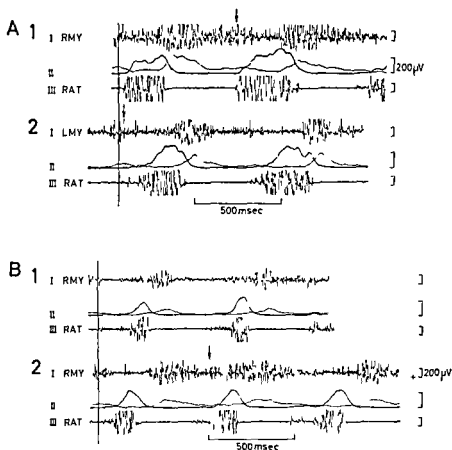 A 1 I RMY
II 200µV
III RAT
2 I LMY
II
III RAT
500msec
B 1 I RMY
II
III RAT
2 I RMY + 200µV
II
III RAT
500msec